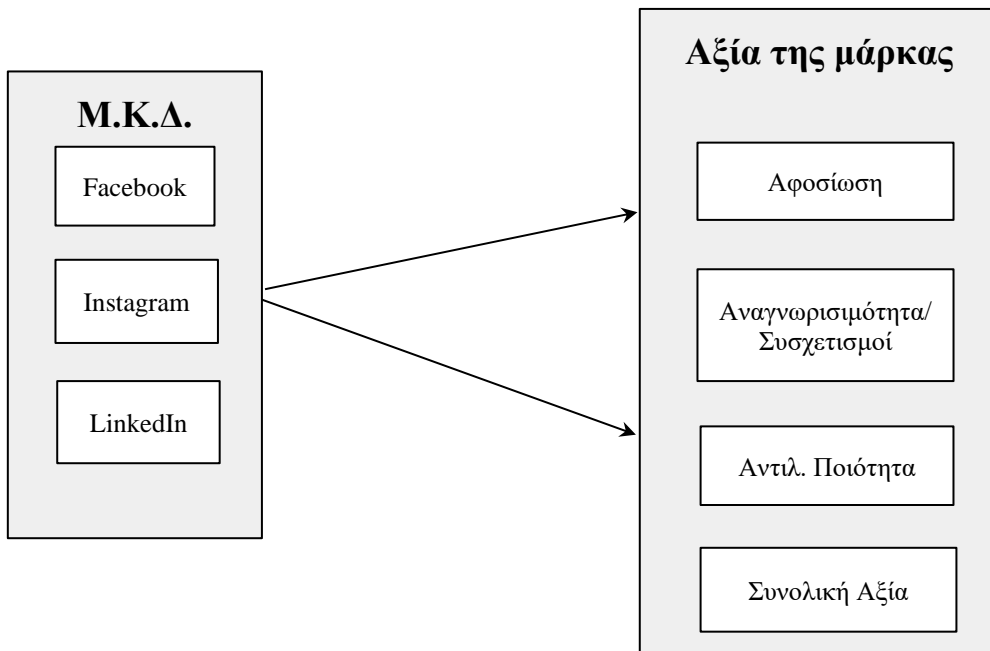 Μ.Κ.Δ.
Facebook
Instagram
LinkedIn
Αξία της μάρκας
Αφοσίωση
Αναγνωρισιμότητα/
Συσχετισμοί
Αντιλ. Ποιότητα
Συνολική Αξία